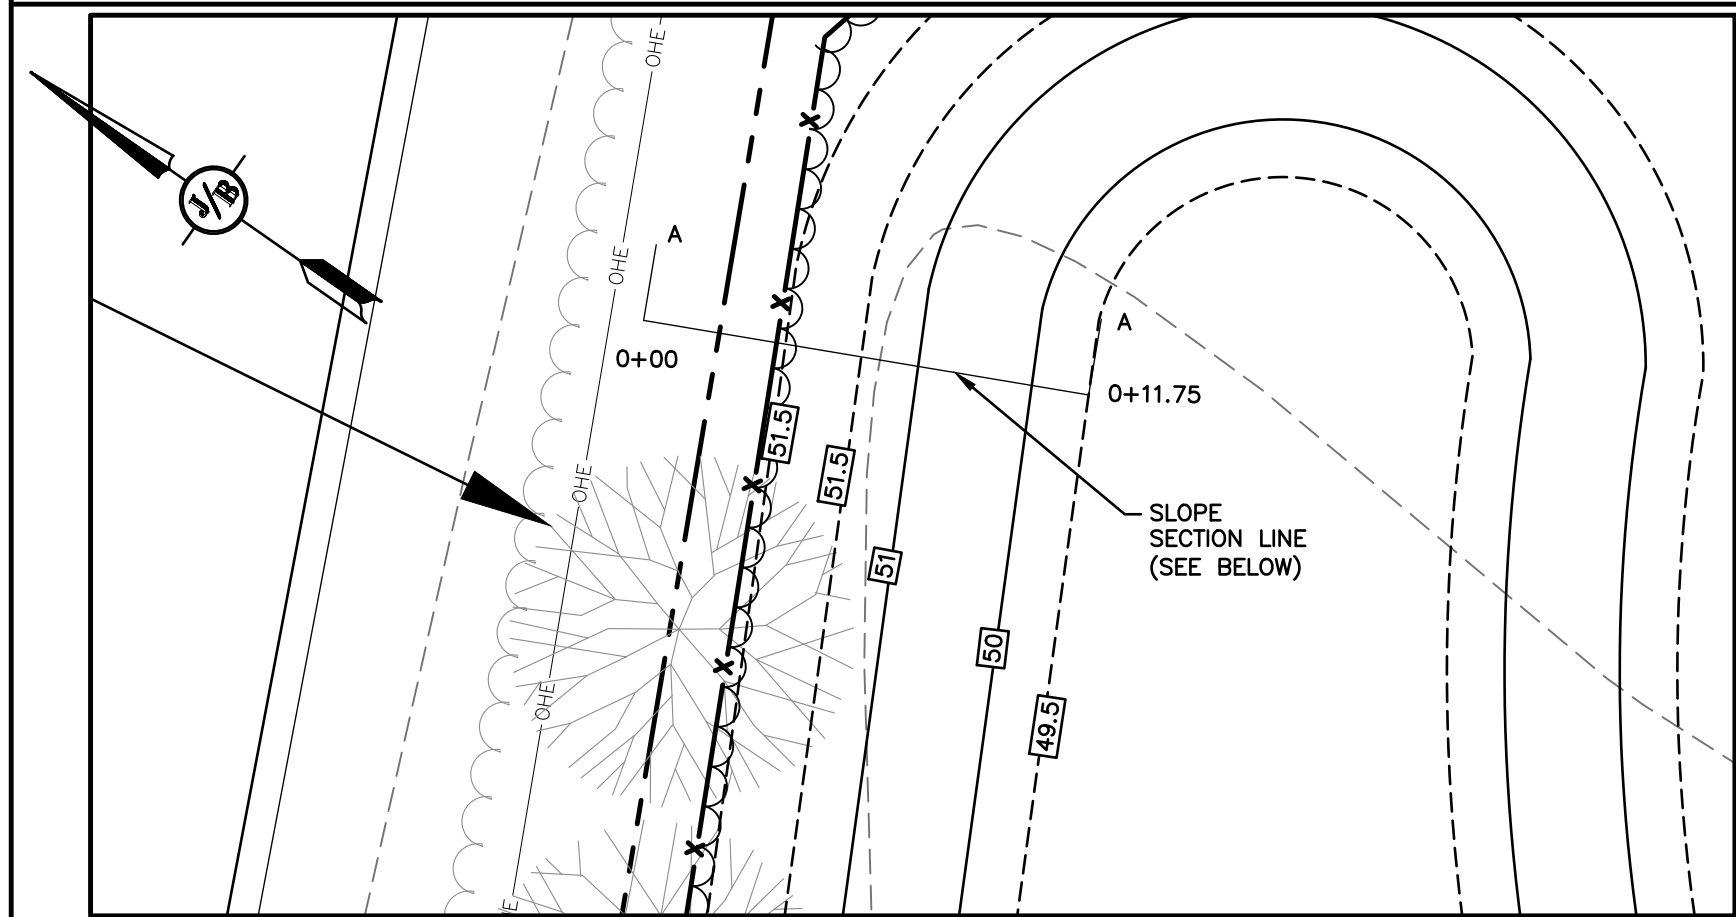 OHE
J/B
A
OHE
A
0+00
0+11.75
51.5
51.5
OHE
SLOPE
SECTION LINE
(SEE BELOW)
51
50
OHE
49.5